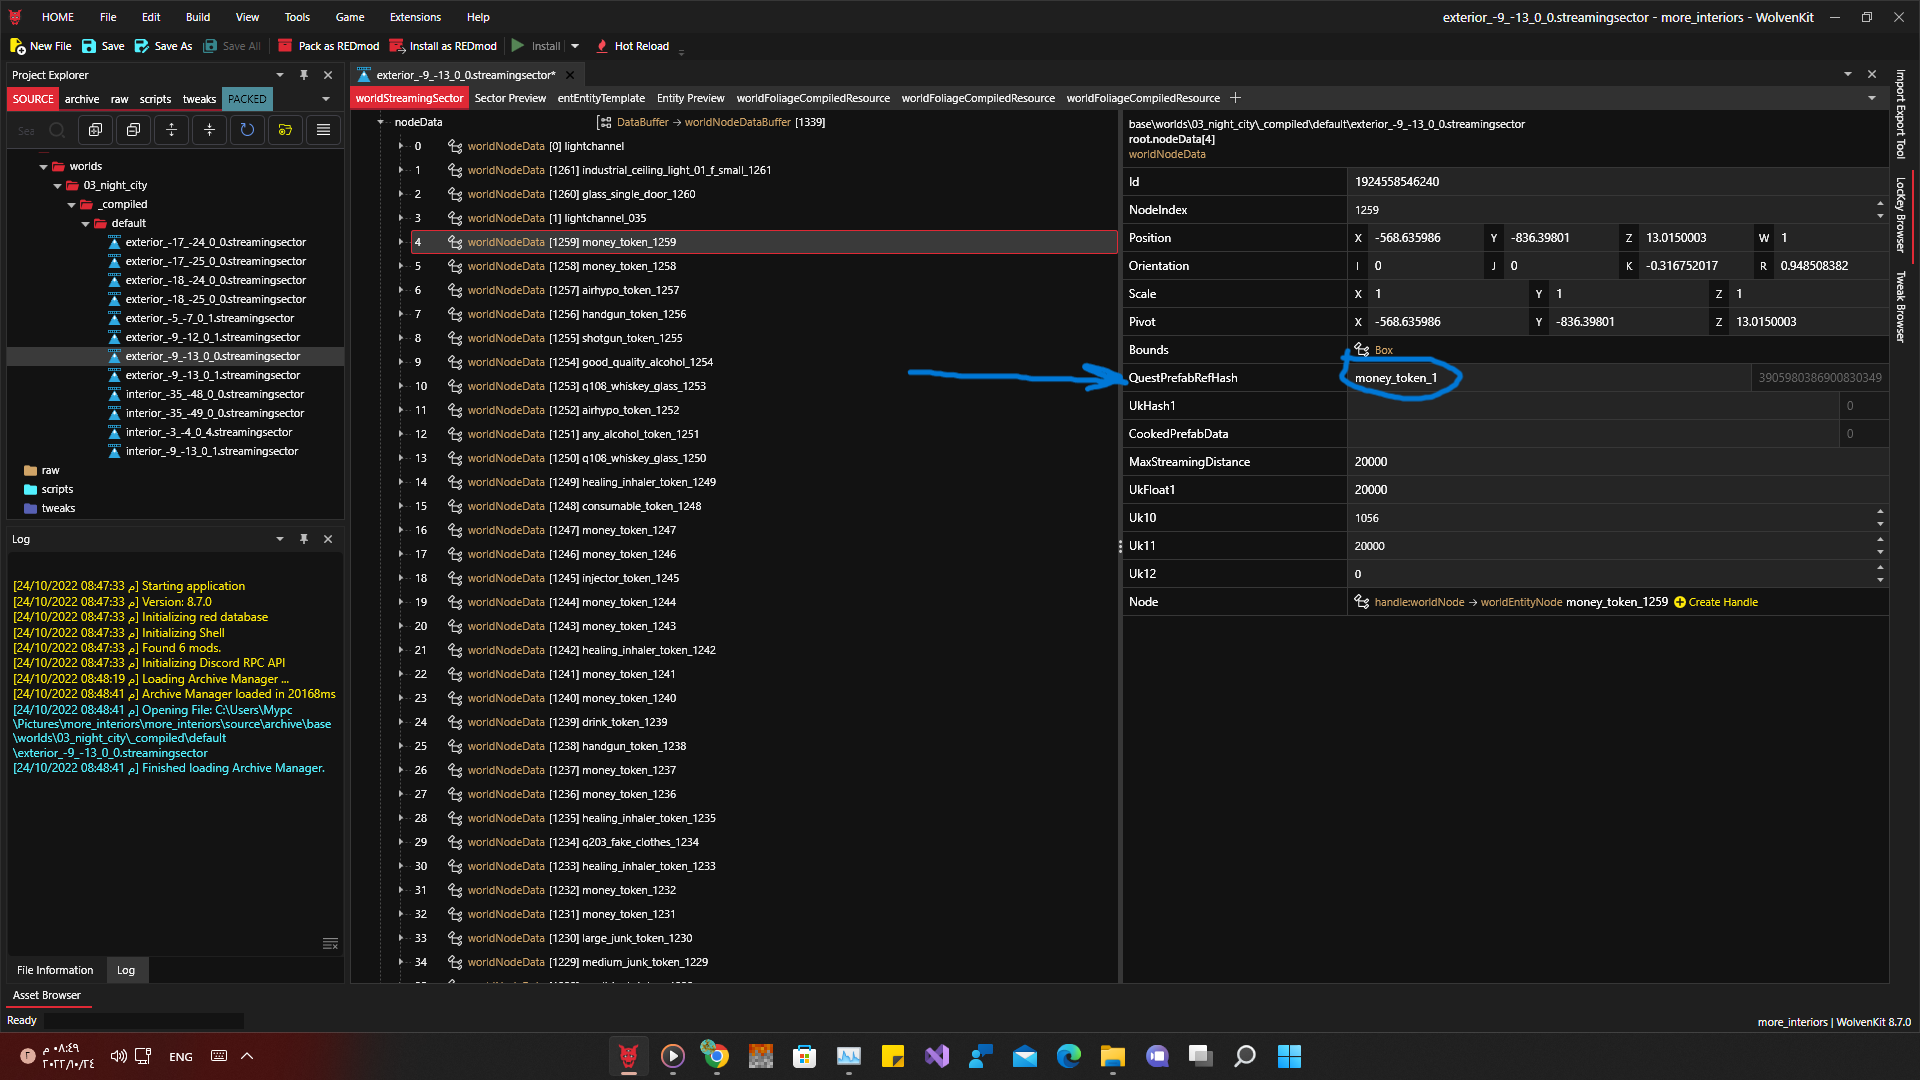 HOME File Edit Build View Tools Game Extensions Help
exterior_-9_-13_0_0.streamingsector - more_interiors - WolvenKit
New File Save Save As Save All Pack as REDmod Install as REDmod Install Hot Reload
Project Explorer
SOURCE archive raw scripts tweaks PACKED
See
worlds
03_night_city
_compiled
default
exterior_-17_-24_0_0.streamingsector
exterior_-17_-25_0_0.streamingsector
exterior_-18_-24_0_0.streamingsector
exterior_-18_-25_0_0.streamingsector
exterior_-5_-7_0_1.streamingsector
exterior_-9_-12_0_1.streamingsector
exterior_-9_-13_0_0.streamingsector
exterior_-9_-13_0_1.streamingsector
interior_-35_-48_0_0.streamingsector
interior_-35_-49_0_0.streamingsector
interior_-3_-4_0_4.streamingsector
interior_-9_-13_0_1.streamingsector
raw
scripts
tweaks
Log
[24/10/2022 08:47:33 م] Starting application
[24/10/2022 08:47:33 م] Version: 8.7.0
[24/10/2022 08:47:33 م] Initializing red database
[24/10/2022 08:47:33 م] Initializing Shell
[24/10/2022 08:47:33 م] Found 6 mods.
[24/10/2022 08:47:33 م] Initializing Discord RPC API
[24/10/2022 08:48:19 م] Loading Archive Manager ...
[24/10/2022 08:48:41 م] Archive Manager loaded in 20168ms
[24/10/2022 08:48:41 م] Opening File: C:\Users\Mypc
\Pictures\more_interiors\more_interiors\source\archive\base
\worlds\03_night_city\_compiled\default
\exterior_-9_-13_0_0.streamingsector
[24/10/2022 08:48:41 م] Finished loading Archive Manager.
File Information Log
Asset Browser
Ready
exterior_-9_-13_0_0.streamingsector*
worldStreamingSector Sector Preview entEntityTemplate Entity Preview worldFoliageCompiledResource worldFoliageCompiledResource worldFoliageCompiledResource
nodeData DataBuffer → worldNodeDataBuffer [1339]
0 worldNodeData [0] lightchannel
1 worldNodeData [1261] industrial_ceiling_light_01_f_small_1261
2 worldNodeData [1260] glass_single_door_1260
3 worldNodeData [1] lightchannel_035
4 worldNodeData [1259] money_token_1259
5 worldNodeData [1258] money_token_1258
6 worldNodeData [1257] airhypo_token_1257
7 worldNodeData [1256] handgun_token_1256
8 worldNodeData [1255] shotgun_token_1255
9 worldNodeData [1254] good_quality_alcohol_1254
10 worldNodeData [1253] q108_whiskey_glass_1253
11 worldNodeData [1252] airhypo_token_1252
12 worldNodeData [1251] any_alcohol_token_1251
13 worldNodeData [1250] q108_whiskey_glass_1250
14 worldNodeData [1249] healing_inhaler_token_1249
15 worldNodeData [1248] consumable_token_1248
16 worldNodeData [1247] money_token_1247
17 worldNodeData [1246] money_token_1246
18 worldNodeData [1245] injector_token_1245
19 worldNodeData [1244] money_token_1244
20 worldNodeData [1243] money_token_1243
21 worldNodeData [1242] healing_inhaler_token_1242
22 worldNodeData [1241] money_token_1241
23 worldNodeData [1240] money_token_1240
24 worldNodeData [1239] drink_token_1239
25 worldNodeData [1238] handgun_token_1238
26 worldNodeData [1237] money_token_1237
27 worldNodeData [1236] money_token_1236
28 worldNodeData [1235] healing_inhaler_token_1235
29 worldNodeData [1234] q203_fake_clothes_1234
30 worldNodeData [1233] healing_inhaler_token_1233
31 worldNodeData [1232] money_token_1232
32 worldNodeData [1231] money_token_1231
33 worldNodeData [1230] large_junk_token_1230
34 worldNodeData [1229] medium_junk_token_1229
base\worlds\03_night_city\_compiled\default\exterior_-9_-13_0_0.streamingsector
root.nodeData[4]
worldNodeData
Id 1924558546240
NodeIndex 1259
Position X -568.635986 Y -836.39801 Z 13.0150003 W 1
Orientation I 0 J 0 K -0.316752017 R 0.948508382
Scale X 1 Y 1 Z 1
Pivot X -568.635986 Y -836.39801 Z 13.0150003
Bounds Box
QuestPrefabRefHash money_token_1 3905980386900830349
UkHash1 0
CookedPrefabData 0
MaxStreamingDistance 20000
UkFloat1 20000
Uk10 1056
Uk11 20000
Uk12 0
Node handle:worldNode → worldEntityNode money_token_1259 Create Handle
Import Export Tool
LocKey Browser
Tweak Browser
more_interiors | WolvenKit 8.7.0
٢ ٠٨:٤٩ م
٢٠٢٢/١٠/٢٤
ENG